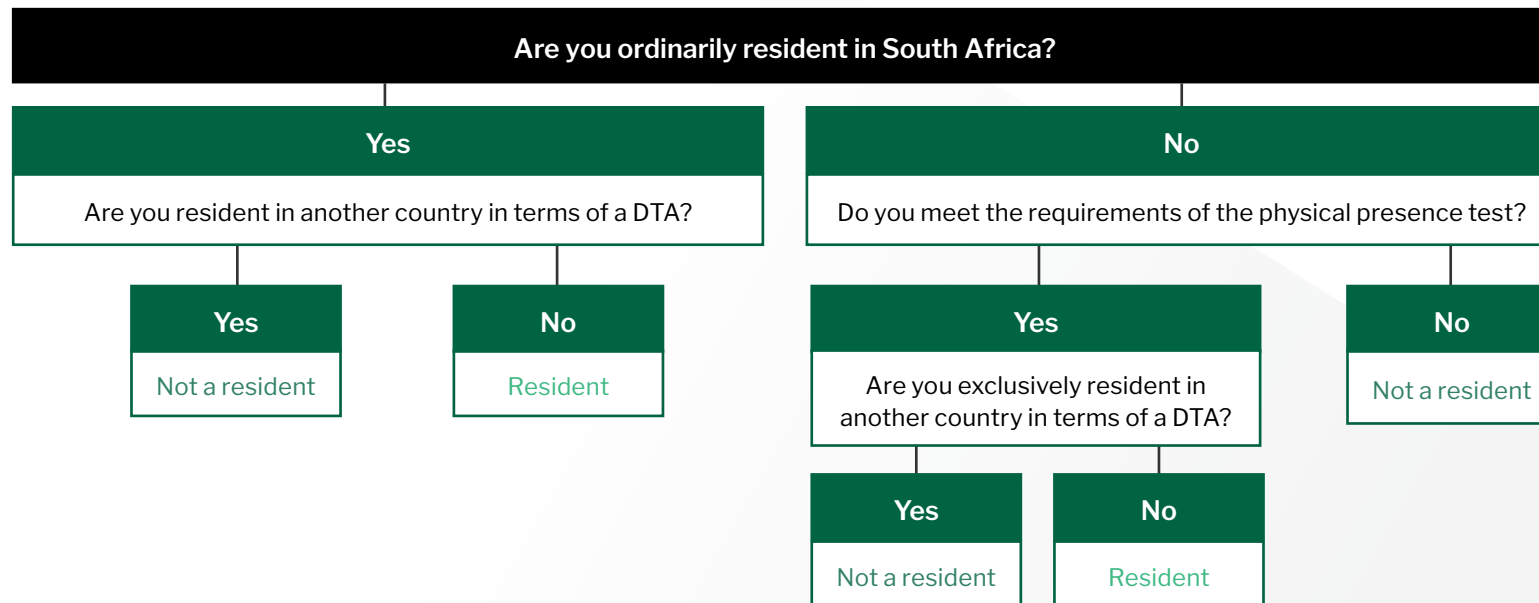 Are you ordinarily resident in South Africa?
Yes
Are you resident in another country in terms of a DTA?
Yes
Not a resident
No
Resident
No
Do you meet the requirements of the physical presence test?
Yes
Are you exclusively resident in
another country in terms of a DTA?
Yes
Not a resident
No
Resident
No
Not a resident